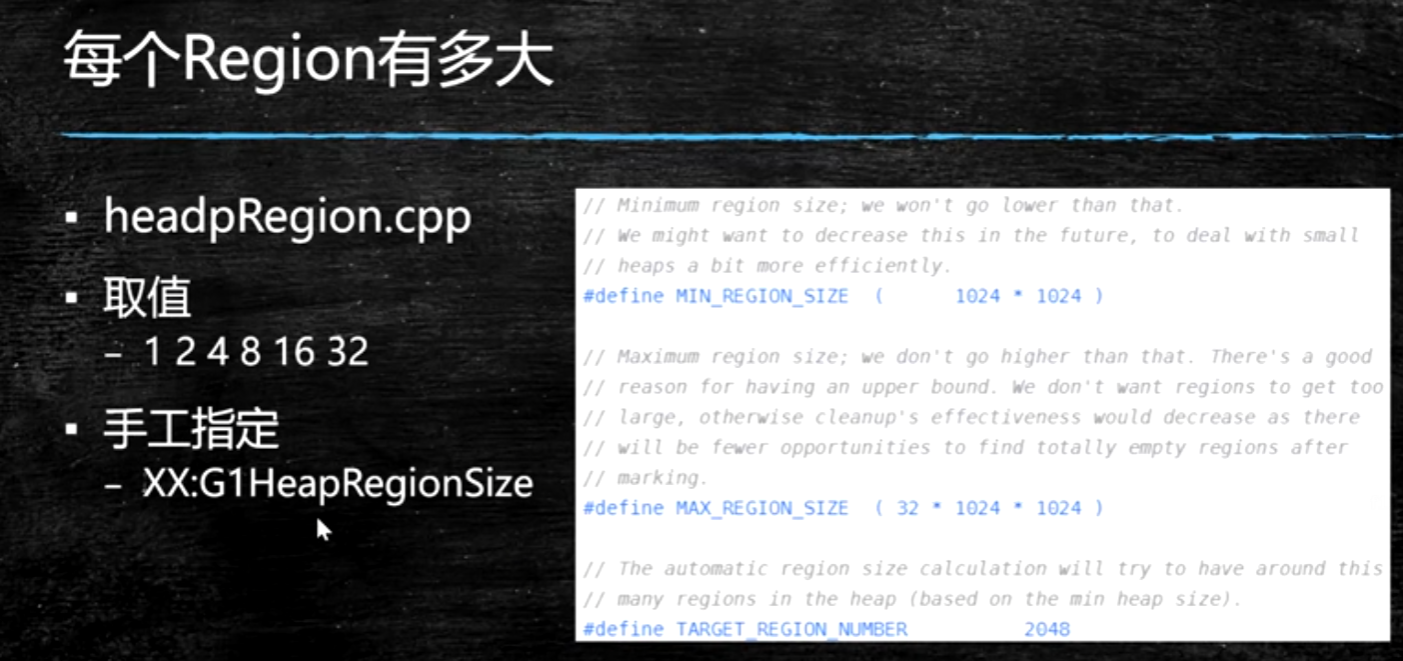 每个Region有多大
▪ headpRegion.cpp
▪ 取值
– 1 2 4 8 16 32
▪ 手工指定
– XX:G1HeapRegionSize
// Minimum region size; we won't go lower than that.
// We might want to decrease this in the future, to deal with small
// heaps a bit more efficiently.
#define MIN_REGION_SIZE  (      1024 * 1024 )
// Maximum region size; we don't go higher than that. There's a good
// reason for having an upper bound. We don't want regions to get too
// large, otherwise cleanup's effectiveness would decrease as there
// will be fewer opportunities to find totally empty regions after
// marking.
#define MAX_REGION_SIZE  ( 32 * 1024 * 1024 )
// The automatic region size calculation will try to have around this
// many regions in the heap (based on the min heap size).
#define TARGET_REGION_NUMBER          2048